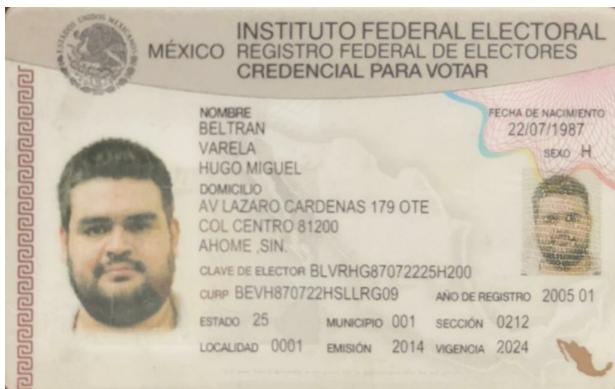 INSTITUTO FEDERAL ELECTORAL
MÉXICO REGISTRO FEDERAL DE ELECTORES
CREDENCIAL PARA VOTAR
NOMBRE
BELTRAN
VARELA
HUGO MIGUEL
FECHA DE NACIMIENTO
22/07/1987
SEXO H
DOMICILIO
AV LAZARO CARDENAS 179 OTE
COL CENTRO 81200
AHOME ,SIN.
CLAVE DE ELECTOR BLVRHG87072225H200
CURP BEVH870722HSLLRG09 AÑO DE REGISTRO 2005 01
ESTADO 25 MUNICIPIO 001 SECCIÓN 0212
LOCALIDAD 0001 EMISIÓN 2014 VIGENCIA 2024